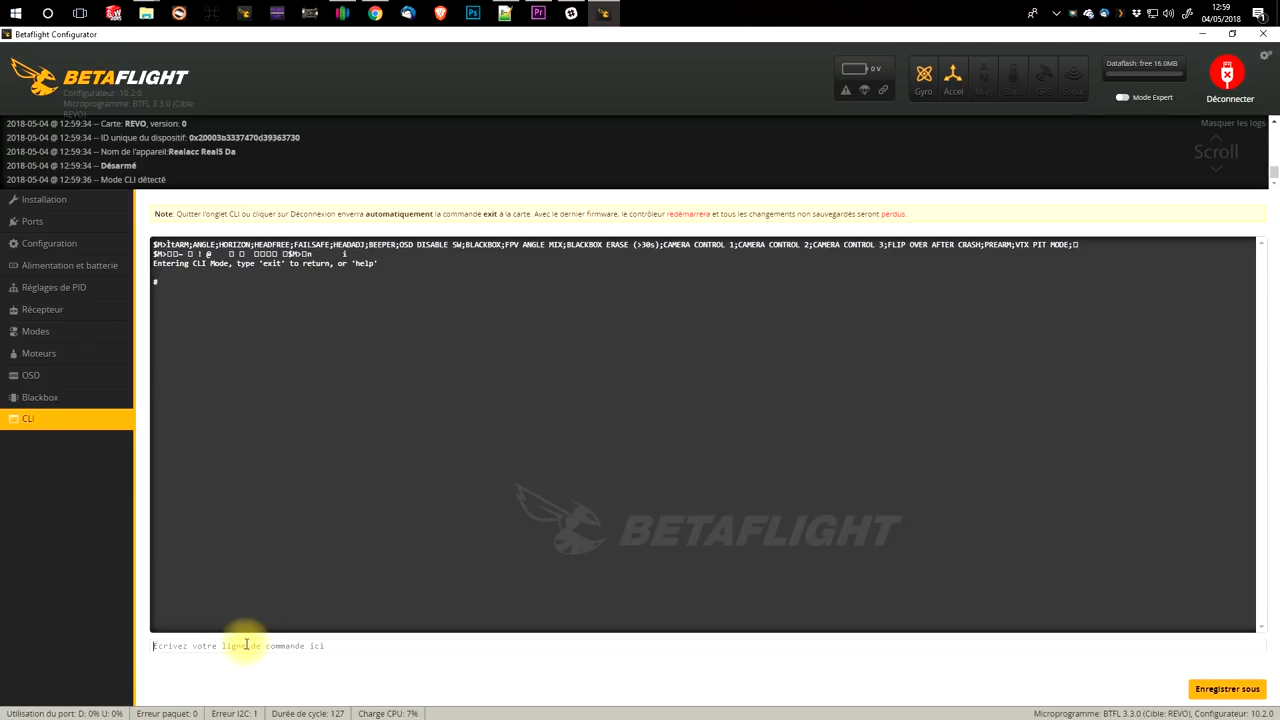 12:59
04/05/2018
Betaflight Configurator
BETAFLIGHT
Configurateur: 10.2.0
Microprogramme: BTFL 3.3.0 (Cible:
REVO)
0 V
Gyro
Accel
Mag
Baro
GPS
Sonar
Dataflash: free 16.0MB
Mode Expert
Déconnecter
2018-05-04 @ 12:59:34 -- Carte: REVO, version: 0
2018-05-04 @ 12:59:34 -- ID unique du dispositif: 0x20003b3337470d39363730
2018-05-04 @ 12:59:34 -- Nom de l'appareil:Realacc Real5 Da
2018-05-04 @ 12:59:34 -- Désarmé
2018-05-04 @ 12:59:36 -- Mode CLI détecté
Masquer les logs
Scroll
Installation
Ports
Configuration
Alimentation et batterie
Réglages de PID
Récepteur
Modes
Moteurs
OSD
Blackbox
CLI
Note: Quitter l'onglet CLI ou cliquer sur Déconnexion enverra automatiquement la commande exit à la carte. Avec le dernier firmware, le contrôleur redémarrera et tous les changements non sauvegardés seront perdus.
$M>ÌtARM;ANGLE;HORIZON;HEADFREE;FAILSAFE;HEADADJ;BEEPER;OSD DISABLE SW;BLACKBOX;FPV ANGLE MIX;BLACKBOX ERASE (>30s);CAMERA CONTROL 1;CAMERA CONTROL 2;CAMERA CONTROL 3;FLIP OVER AFTER CRASH;PREARM;VTX PIT MODE;
$M> ~ ! @ $M> n i
Entering CLI Mode, type 'exit' to return, or 'help'
#
BETAFLIGHT
Écrivez votre ligne de commande ici
Enregistrer sous
Utilisation du port: D: 0% U: 0%
Erreur paquet: 0
Erreur I2C: 1
Durée de cycle: 127
Charge CPU: 7%
Microprogramme: BTFL 3.3.0 (Cible: REVO), Configurateur: 10.2.0